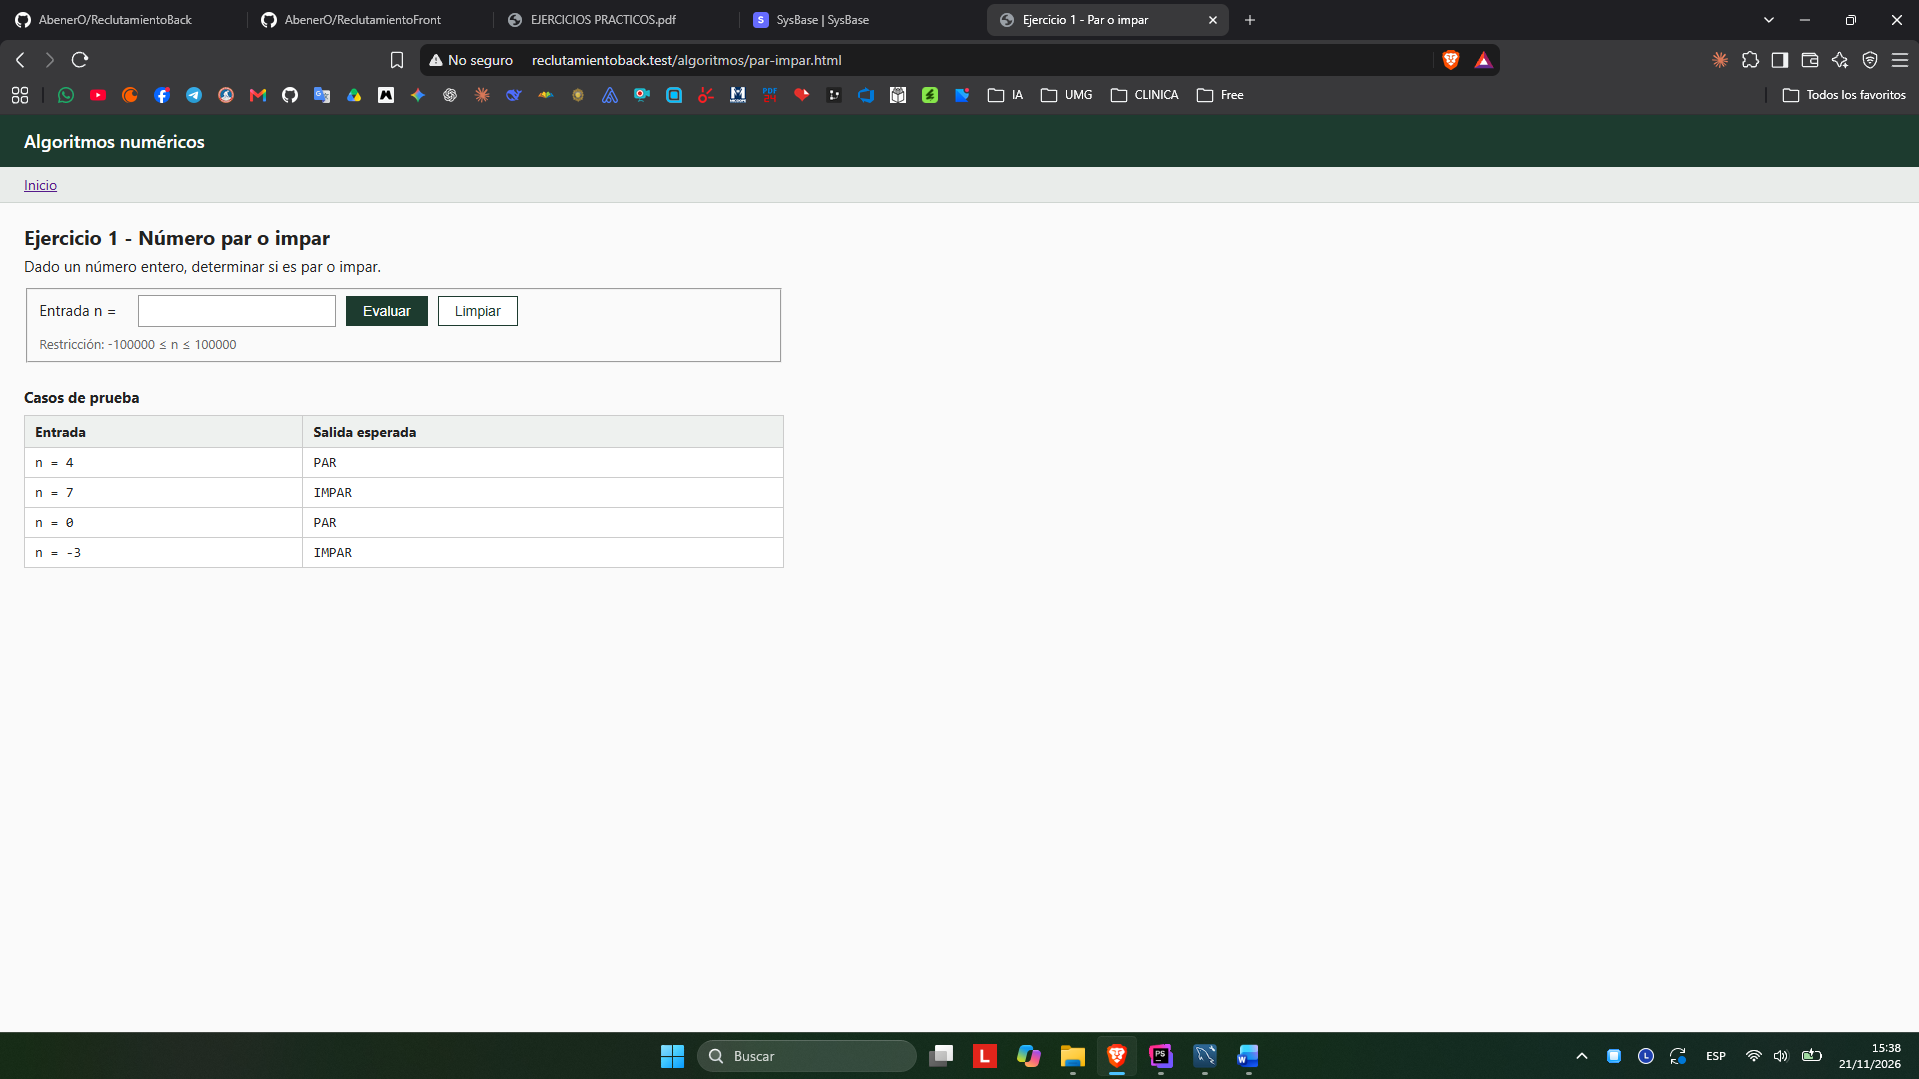 AbenerO/ReclutamientoBack
AbenerO/ReclutamientoFront
EJERCICIOS PRACTICOS.pdf
S SysBase | SysBase
Ejercicio 1 - Par o impar
No seguro reclutamientoback.test/algoritmos/par-impar.html
IA
UMG
CLINICA
Free
Todos los favoritos
Algoritmos numéricos
Inicio
Ejercicio 1 - Número par o impar
Dado un número entero, determinar si es par o impar.
Entrada n = Evaluar Limpiar
Restricción: -100000 ≤ n ≤ 100000
Casos de prueba
Entrada Salida esperada
n = 4 PAR
n = 7 IMPAR
n = 0 PAR
n = -3 IMPAR
Buscar
ESP
15:38
21/11/2026